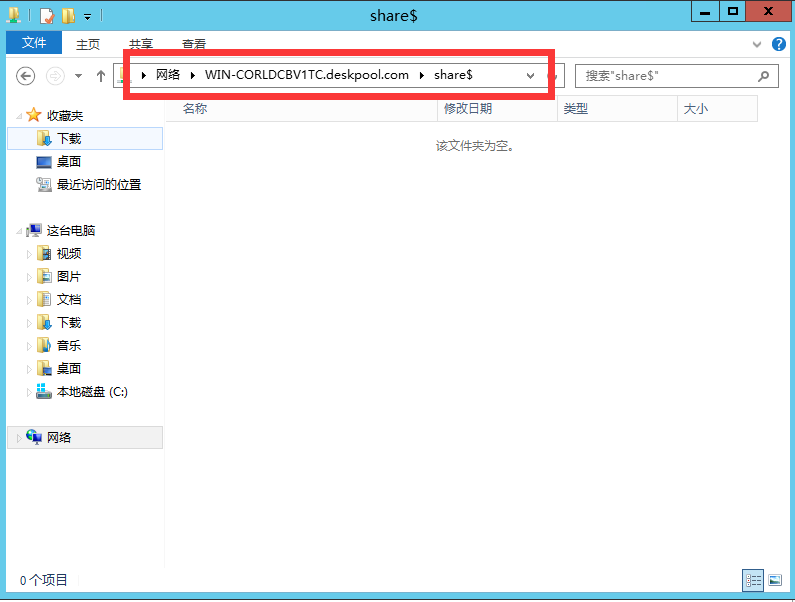 share$
文件 主页 共享 查看
网络 WIN-CORLDCBV1TC.deskpool.com share$
搜索"share$"
名称 修改日期 类型 大小
该文件夹为空。
收藏夹
下载
桌面
最近访问的位置
这台电脑
视频
图片
文档
下载
音乐
桌面
本地磁盘 (C:)
网络
0 个项目